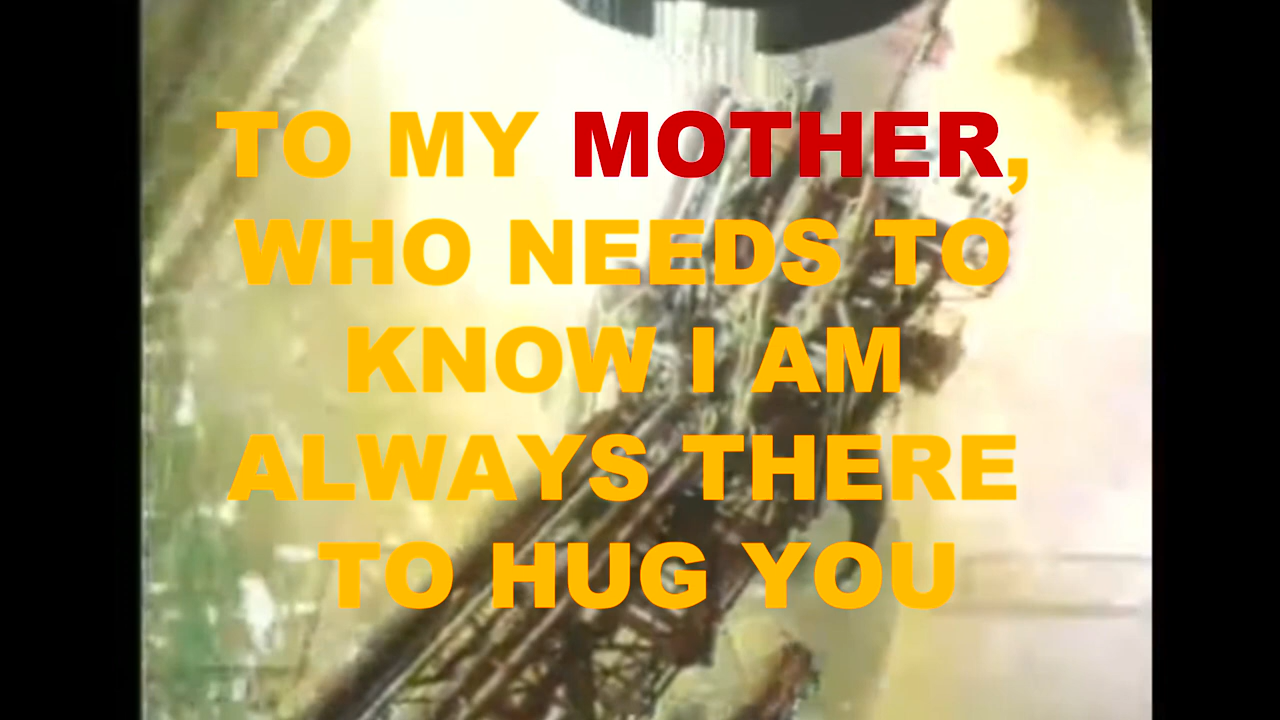 TO MY MOTHER,
WHO NEEDS TO
KNOW I AM
ALWAYS THERE
TO HUG YOU